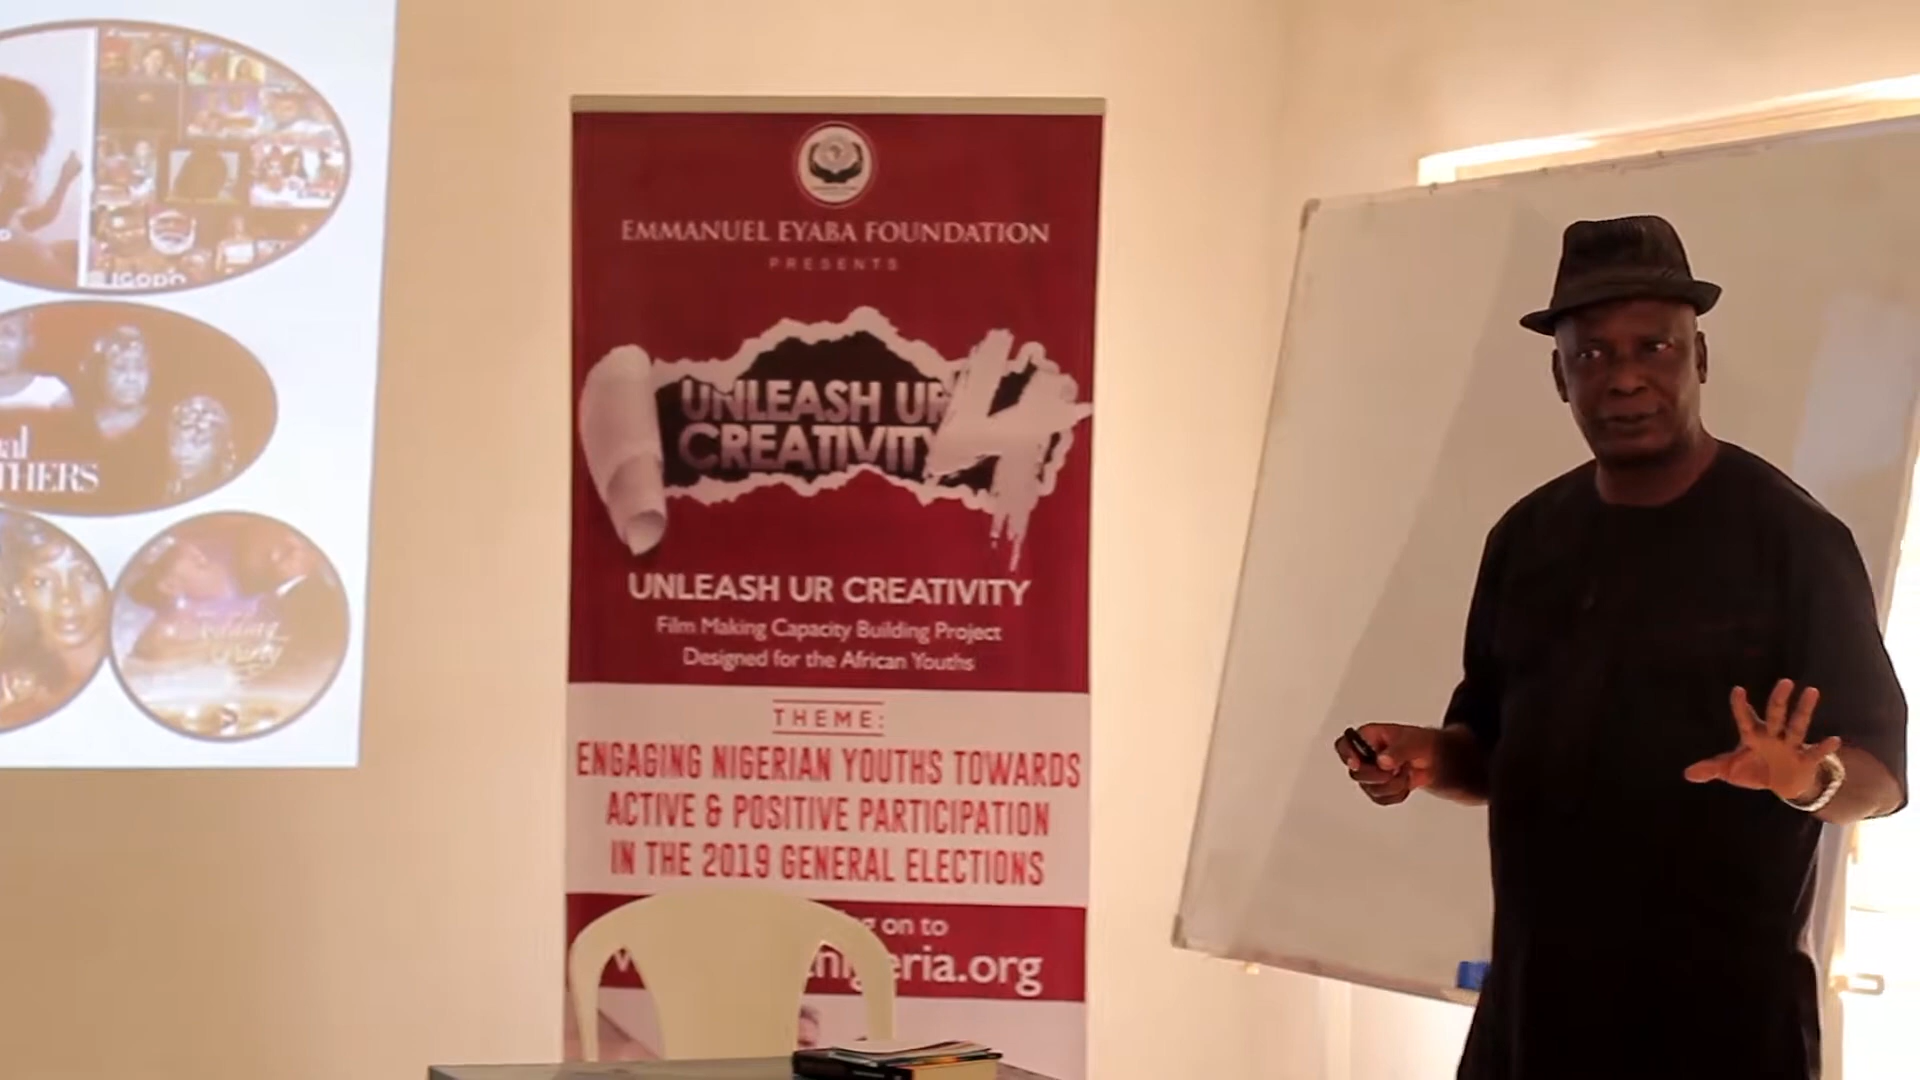 IGODO
THERS
EMMANUEL EYABA FOUNDATION
PRESENTS
UNLEASH UR
CREATIVITY 4
UNLEASH UR CREATIVITY
Film Making Capacity Building Project
Designed for the African Youths
THEME:
ENGAGING NIGERIAN YOUTHS TOWARDS
ACTIVE & POSITIVE PARTICIPATION
IN THE 2019 GENERAL ELECTIONS
on to
eria.org